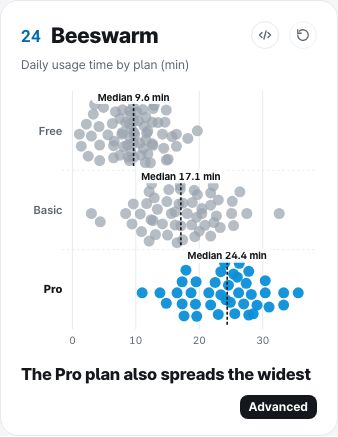 24 Beeswarm
Daily usage time by plan (min)
Median 9.6 min
Free
Median 17.1 min
Basic
Median 24.4 min
Pro
0 10 20 30
The Pro plan also spreads the widest
Advanced